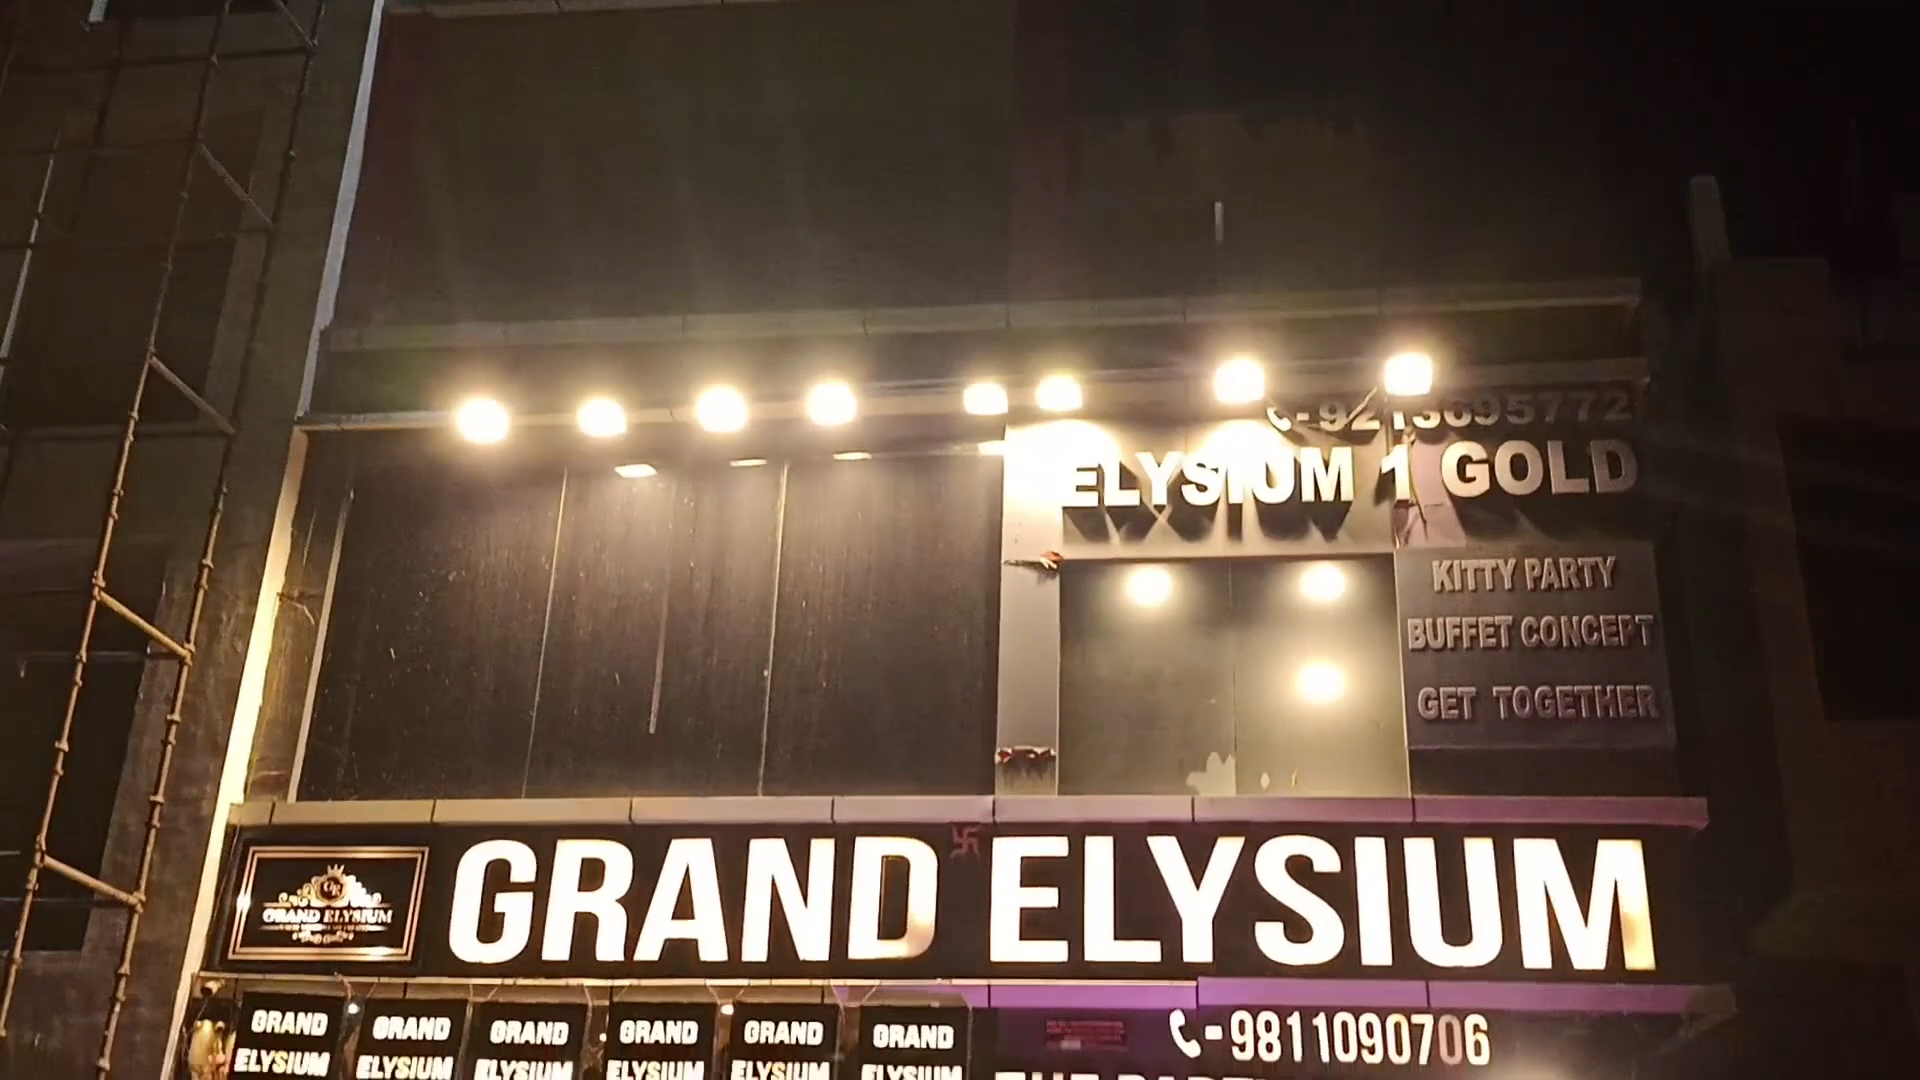 -9213695772
ELYSIUM 1 GOLD
KITTY PARTY
BUFFET CONCEPT
GET TOGETHER
GRAND ELYSIUM
GRAND ELYSIUM
-9811090706
GRAND
ELYSIUM
GRAND
ELYSIUM
GRAND
ELYSIUM
GRAND
ELYSIUM
GRAND
ELYSIUM
GRAND
ELYSIUM